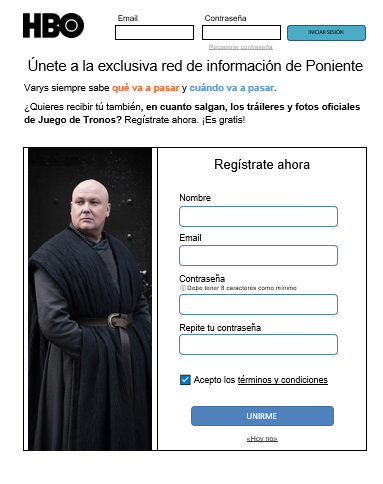 HBO
Email
Contraseña
INICIAR SESIÓN
Recuperar contraseña
Únete a la exclusiva red de información de Poniente
Varys siempre sabe qué va a pasar y cuándo va a pasar.
¿Quieres recibir tú también, en cuanto salgan, los tráileres y fotos oficiales
de Juego de Tronos? Regístrate ahora. ¡Es gratis!
Regístrate ahora
Nombre
Email
Contraseña
Debe tener 8 caracteres como mínimo
Repite tu contraseña
Acepto los términos y condiciones
UNIRME
«Hoy no»